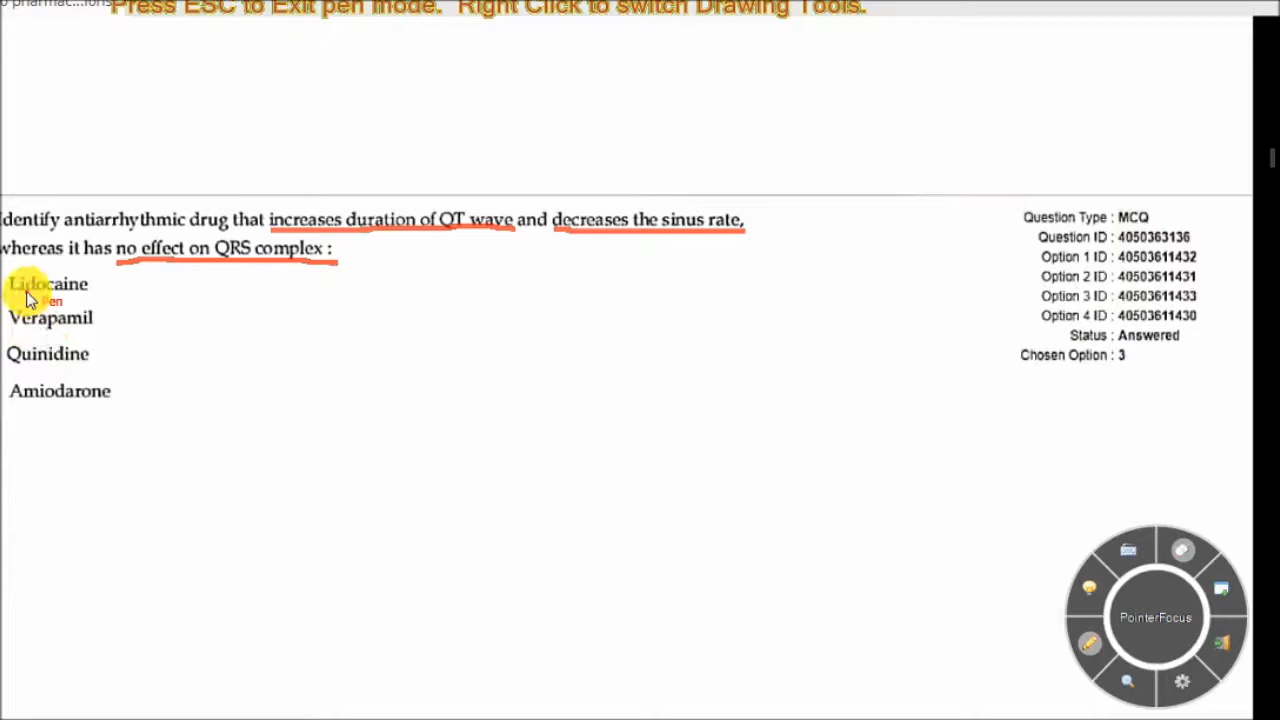 Press ESC to Exit pen mode. Right Click to switch Drawing Tools.
Identify antiarrhythmic drug that increases duration of QT wave and decreases the sinus rate,
whereas it has no effect on QRS complex :
Lidocaine
Pen
Verapamil
Quinidine
Amiodarone
Question Type : MCQ
Question ID : 4050363136
Option 1 ID : 40503611432
Option 2 ID : 40503611431
Option 3 ID : 40503611433
Option 4 ID : 40503611430
Status : Answered
Chosen Option : 3
PointerFocus